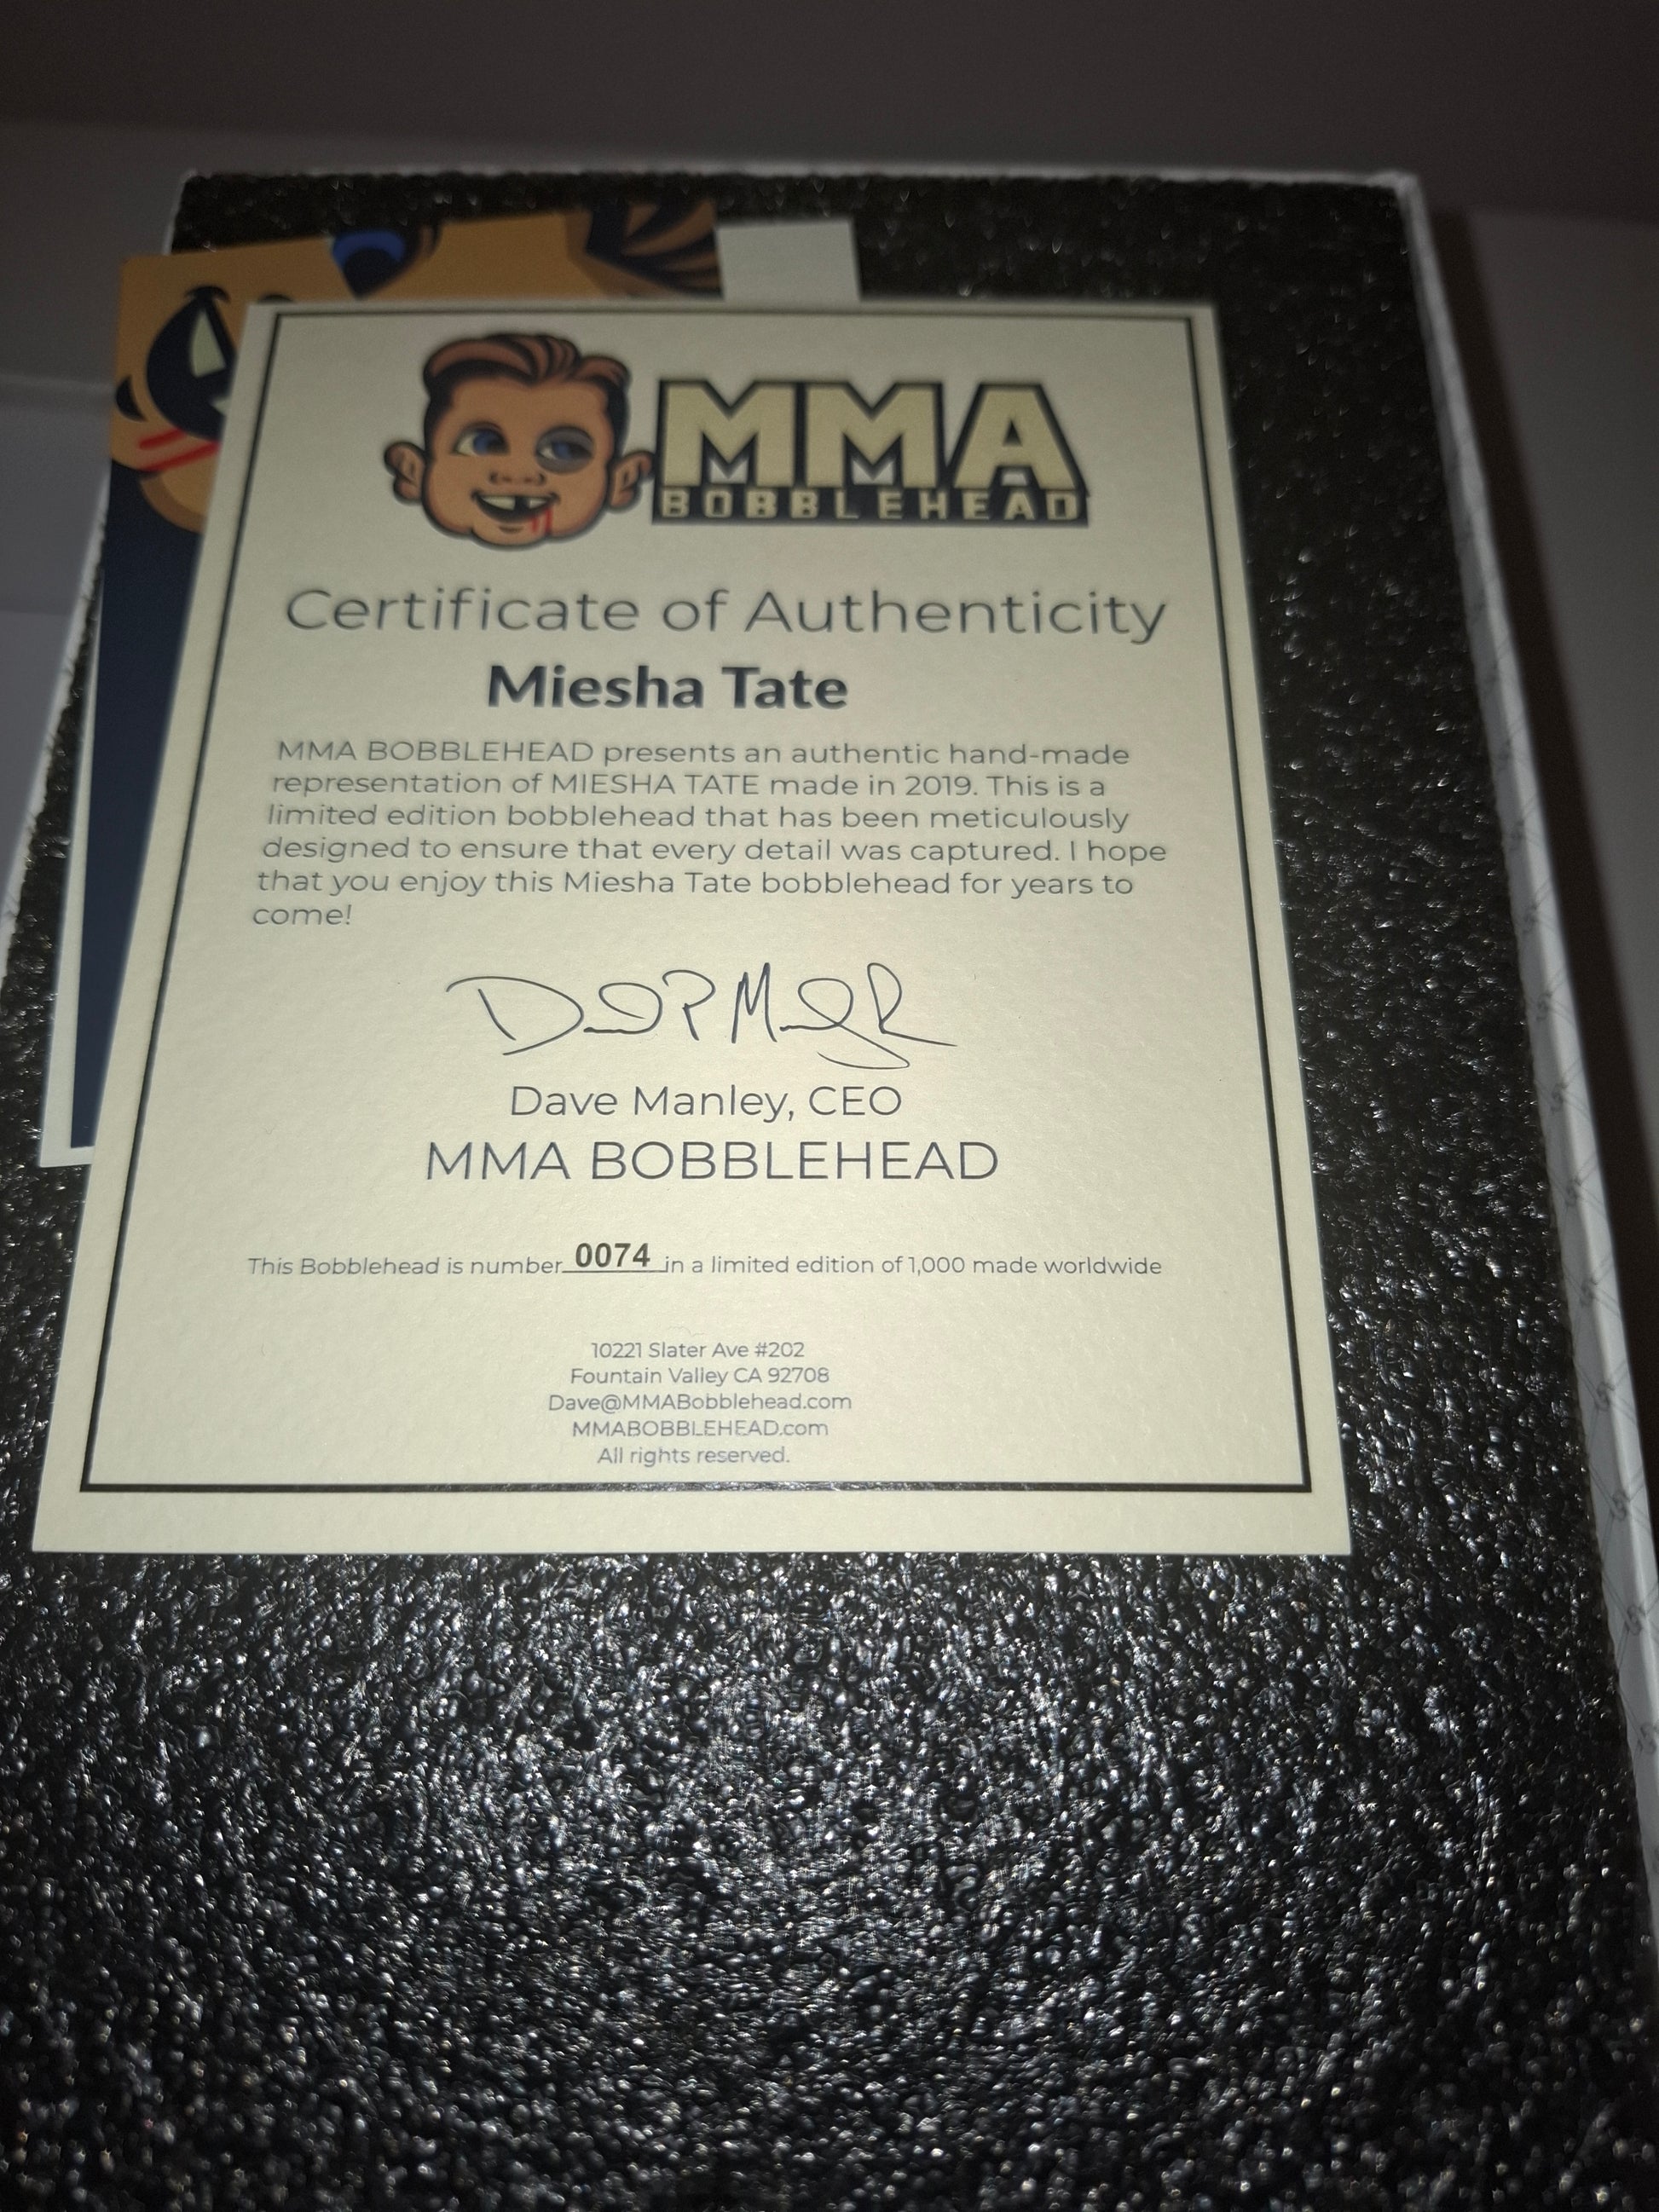 MMA
BOBBLEHEAD
Certificate of Authenticity
Miesha Tate
MMA BOBBLEHEAD presents an authentic hand-made
representation of MIESHA TATE made in 2019. This is a
limited edition bobblehead that has been meticulously
designed to ensure that every detail was captured. I hope
that you enjoy this Miesha Tate bobblehead for years to
come!
Dave Manley, CEO
MMA BOBBLEHEAD
This Bobblehead is number 0074 in a limited edition of 1,000 made worldwide
10221 Slater Ave #202
Fountain Valley CA 92708
Dave@MMABobblehead.com
MMABOBBLEHEAD.com
All rights reserved.